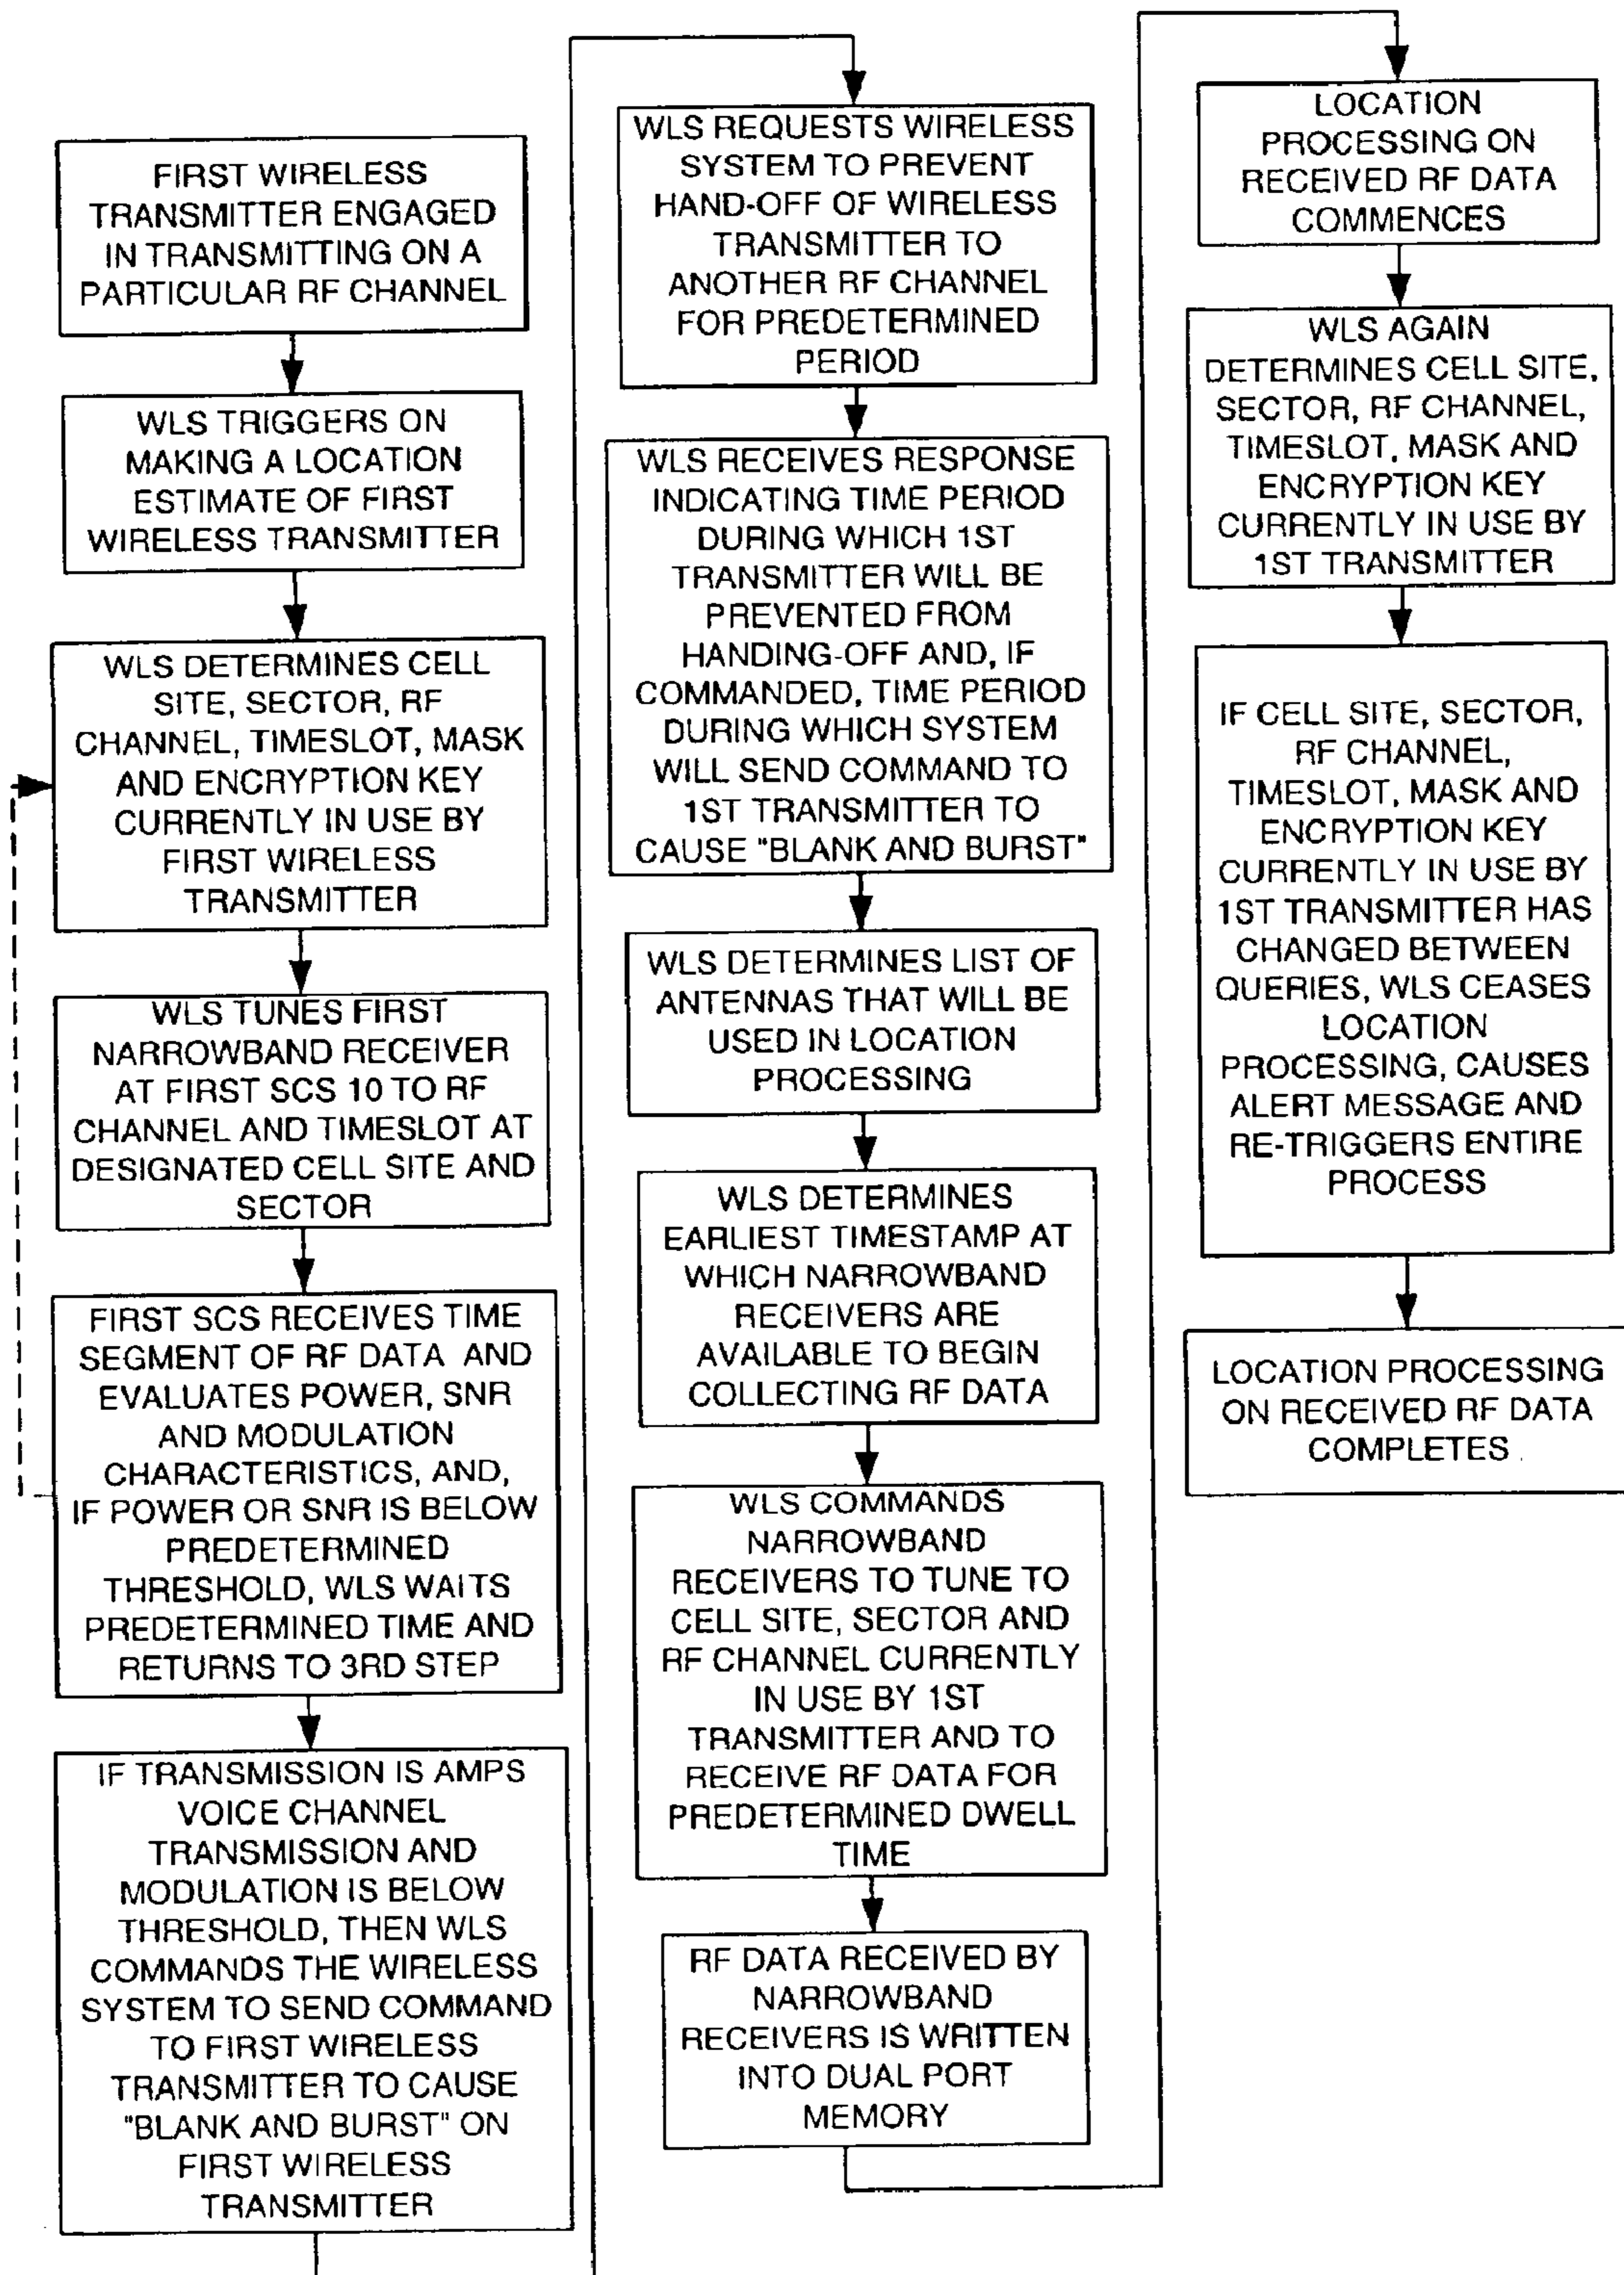 FIRST WIRELESS
TRANSMITTER ENGAGED
IN TRANSMITTING ON A
PARTICULAR RF CHANNEL
WLS TRIGGERS ON
MAKING A LOCATION
ESTIMATE OF FIRST
WIRELESS TRANSMITTER
WLS DETERMINES CELL
SITE, SECTOR, RF
CHANNEL, TIMESLOT, MASK
AND ENCRYPTION KEY
CURRENTLY IN USE BY
FIRST WIRELESS
TRANSMITTER
WLS TUNES FIRST
NARROWBAND RECEIVER
AT FIRST SCS 10 TO RF
CHANNEL AND TIMESLOT AT
DESIGNATED CELL SITE AND
SECTOR
FIRST SCS RECEIVES TIME
SEGMENT OF RF DATA AND
EVALUATES POWER, SNR
AND MODULATION
CHARACTERISTICS, AND,
IF POWER OR SNR IS BELOW
PREDETERMINED
THRESHOLD, WLS WAITS
PREDETERMINED TIME AND
RETURNS TO 3RD STEP
IF TRANSMISSION IS AMPS
VOICE CHANNEL
TRANSMISSION AND
MODULATION IS BELOW
THRESHOLD, THEN WLS
COMMANDS THE WIRELESS
SYSTEM TO SEND COMMAND
TO FIRST WIRELESS
TRANSMITTER TO CAUSE
"BLANK AND BURST" ON
FIRST WIRELESS
TRANSMITTER
WLS REQUESTS WIRELESS
SYSTEM TO PREVENT
HAND-OFF OF WIRELESS
TRANSMITTER TO
ANOTHER RF CHANNEL
FOR PREDETERMINED
PERIOD
WLS RECEIVES RESPONSE
INDICATING TIME PERIOD
DURING WHICH 1ST
TRANSMITTER WILL BE
PREVENTED FROM
HANDING-OFF AND, IF
COMMANDED, TIME PERIOD
DURING WHICH SYSTEM
WILL SEND COMMAND TO
1ST TRANSMITTER TO
CAUSE "BLANK AND BURST"
WLS DETERMINES LIST OF
ANTENNAS THAT WILL BE
USED IN LOCATION
PROCESSING
WLS DETERMINES
EARLIEST TIMESTAMP AT
WHICH NARROWBAND
RECEIVERS ARE
AVAILABLE TO BEGIN
COLLECTING RF DATA
WLS COMMANDS
NARROWBAND
RECEIVERS TO TUNE TO
CELL SITE, SECTOR AND
RF CHANNEL CURRENTLY
IN USE BY 1ST
TRANSMITTER AND TO
RECEIVE RF DATA FOR
PREDETERMINED DWELL
TIME
RF DATA RECEIVED BY
NARROWBAND
RECEIVERS IS WRITTEN
INTO DUAL PORT
MEMORY
LOCATION
PROCESSING ON
RECEIVED RF DATA
COMMENCES
WLS AGAIN
DETERMINES CELL SITE,
SECTOR, RF CHANNEL,
TIMESLOT, MASK AND
ENCRYPTION KEY
CURRENTLY IN USE BY
1ST TRANSMITTER
IF CELL SITE, SECTOR,
RF CHANNEL,
TIMESLOT, MASK AND
ENCRYPTION KEY
CURRENTLY IN USE BY
1ST TRANSMITTER HAS
CHANGED BETWEEN
QUERIES, WLS CEASES
LOCATION
PROCESSING, CAUSES
ALERT MESSAGE AND
RE-TRIGGERS ENTIRE
PROCESS
LOCATION PROCESSING
ON RECEIVED RF DATA
COMPLETES